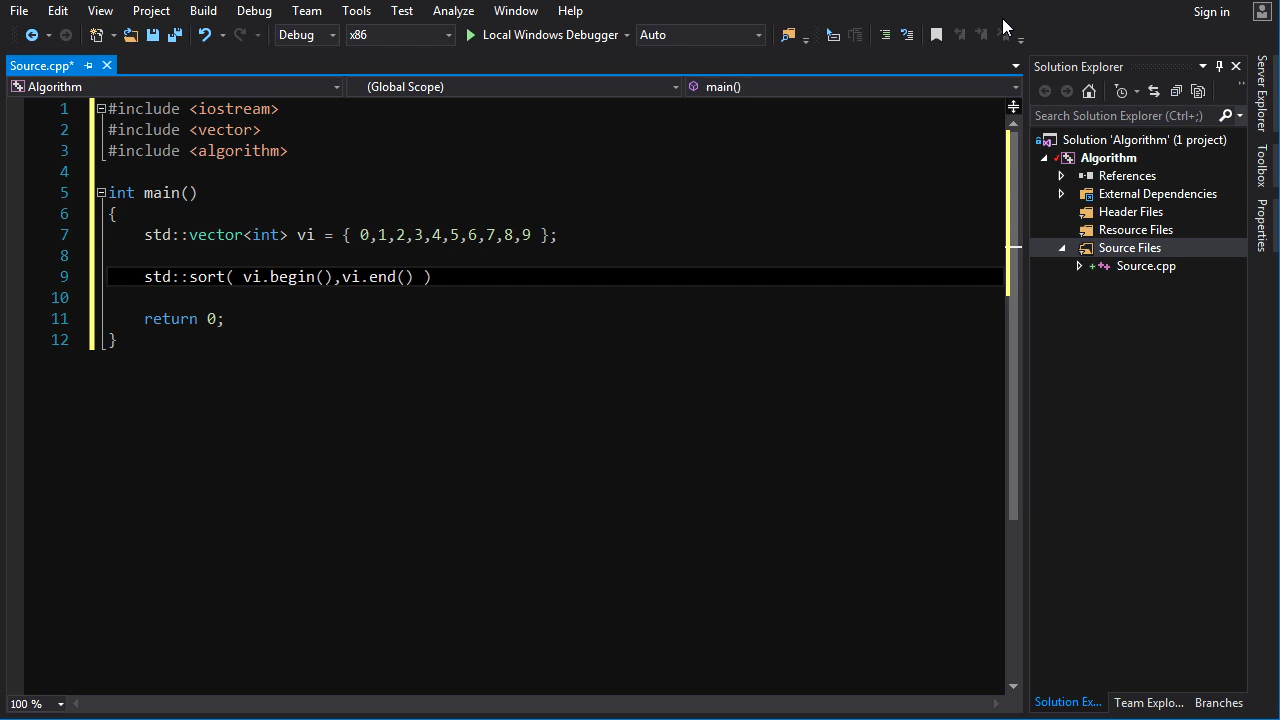 File Edit View Project Build Debug Team Tools Test Analyze Window Help
Sign in
Debug x86 Local Windows Debugger Auto
Source.cpp*
Algorithm (Global Scope) main()
1 #include <iostream>
2 #include <vector>
3 #include <algorithm>
4
5 int main()
6 {
7 std::vector<int> vi = { 0,1,2,3,4,5,6,7,8,9 };
8
9 std::sort( vi.begin(),vi.end() )
10
11 return 0;
12 }
100 %
Solution Explorer
Search Solution Explorer (Ctrl+;)
Solution 'Algorithm' (1 project)
Algorithm
References
External Dependencies
Header Files
Resource Files
Source Files
Source.cpp
Solution Ex... Team Explo... Branches
Server Explorer
Toolbox
Properties